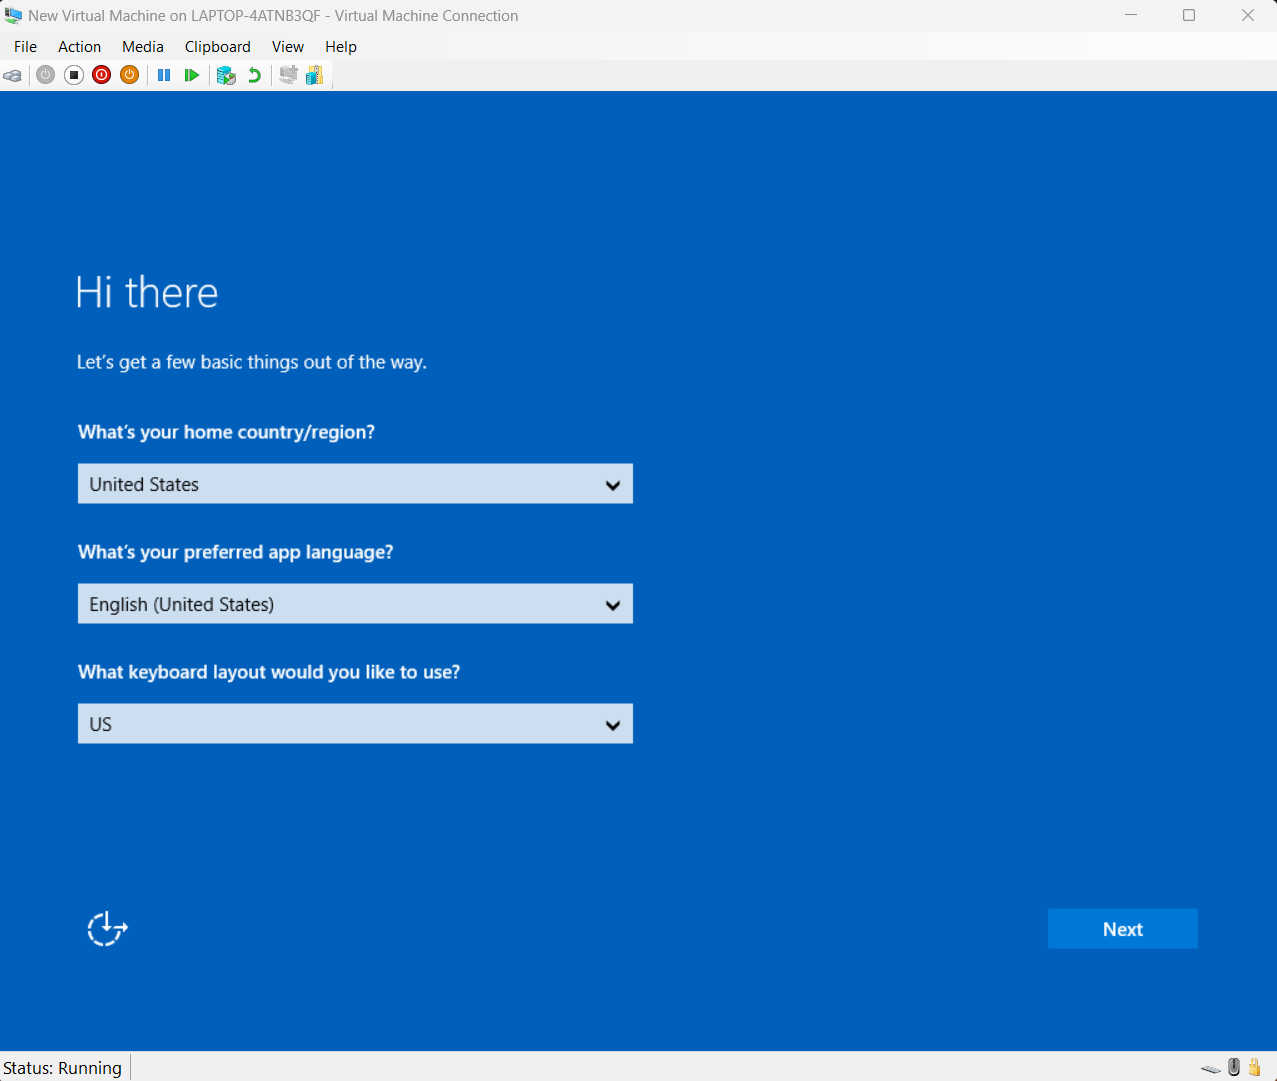 New Virtual Machine on LAPTOP-4ATNB3QF - Virtual Machine Connection
File Action Media Clipboard View Help
Hi there
Let's get a few basic things out of the way.
What's your home country/region?
United States
What's your preferred app language?
English (United States)
What keyboard layout would you like to use?
US
Next
Status: Running